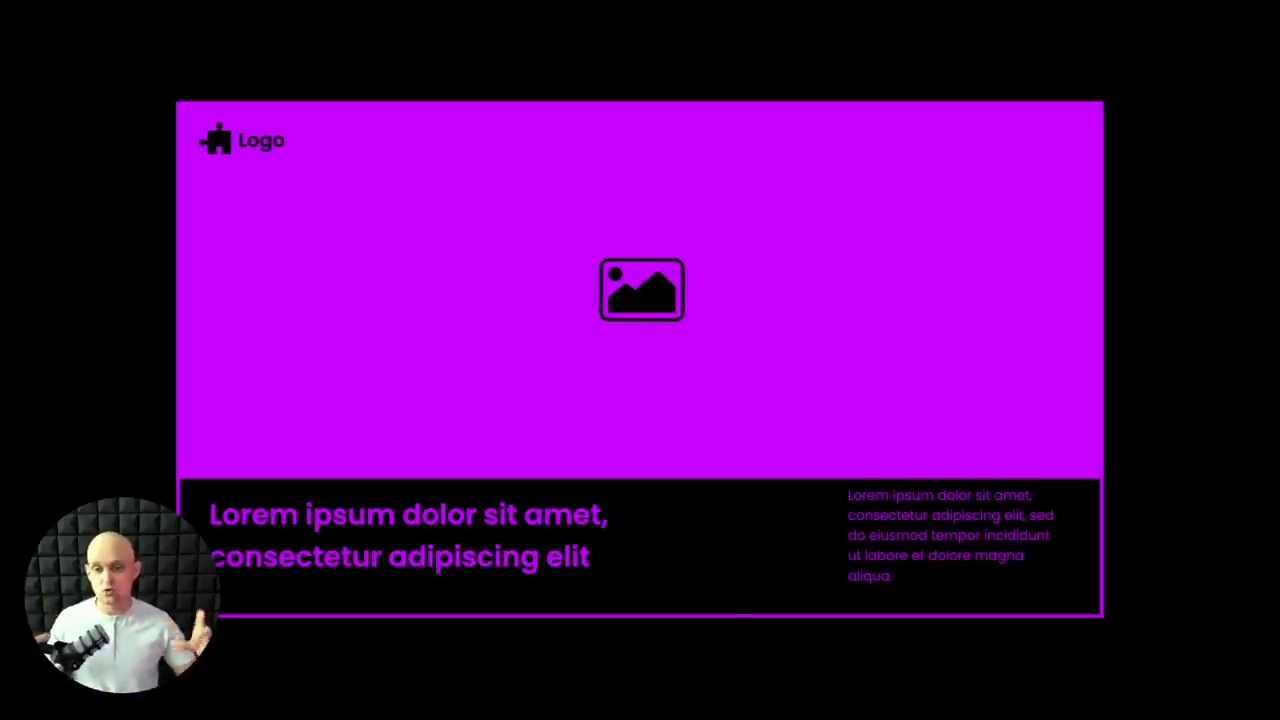 Logo
Lorem ipsum dolor sit amet,
consectetur adipiscing elit
Lorem ipsum dolor sit amet,
consectetur adipiscing elit, sed
do eiusmod tempor incididunt
ut labore et dolore magna
aliqua.